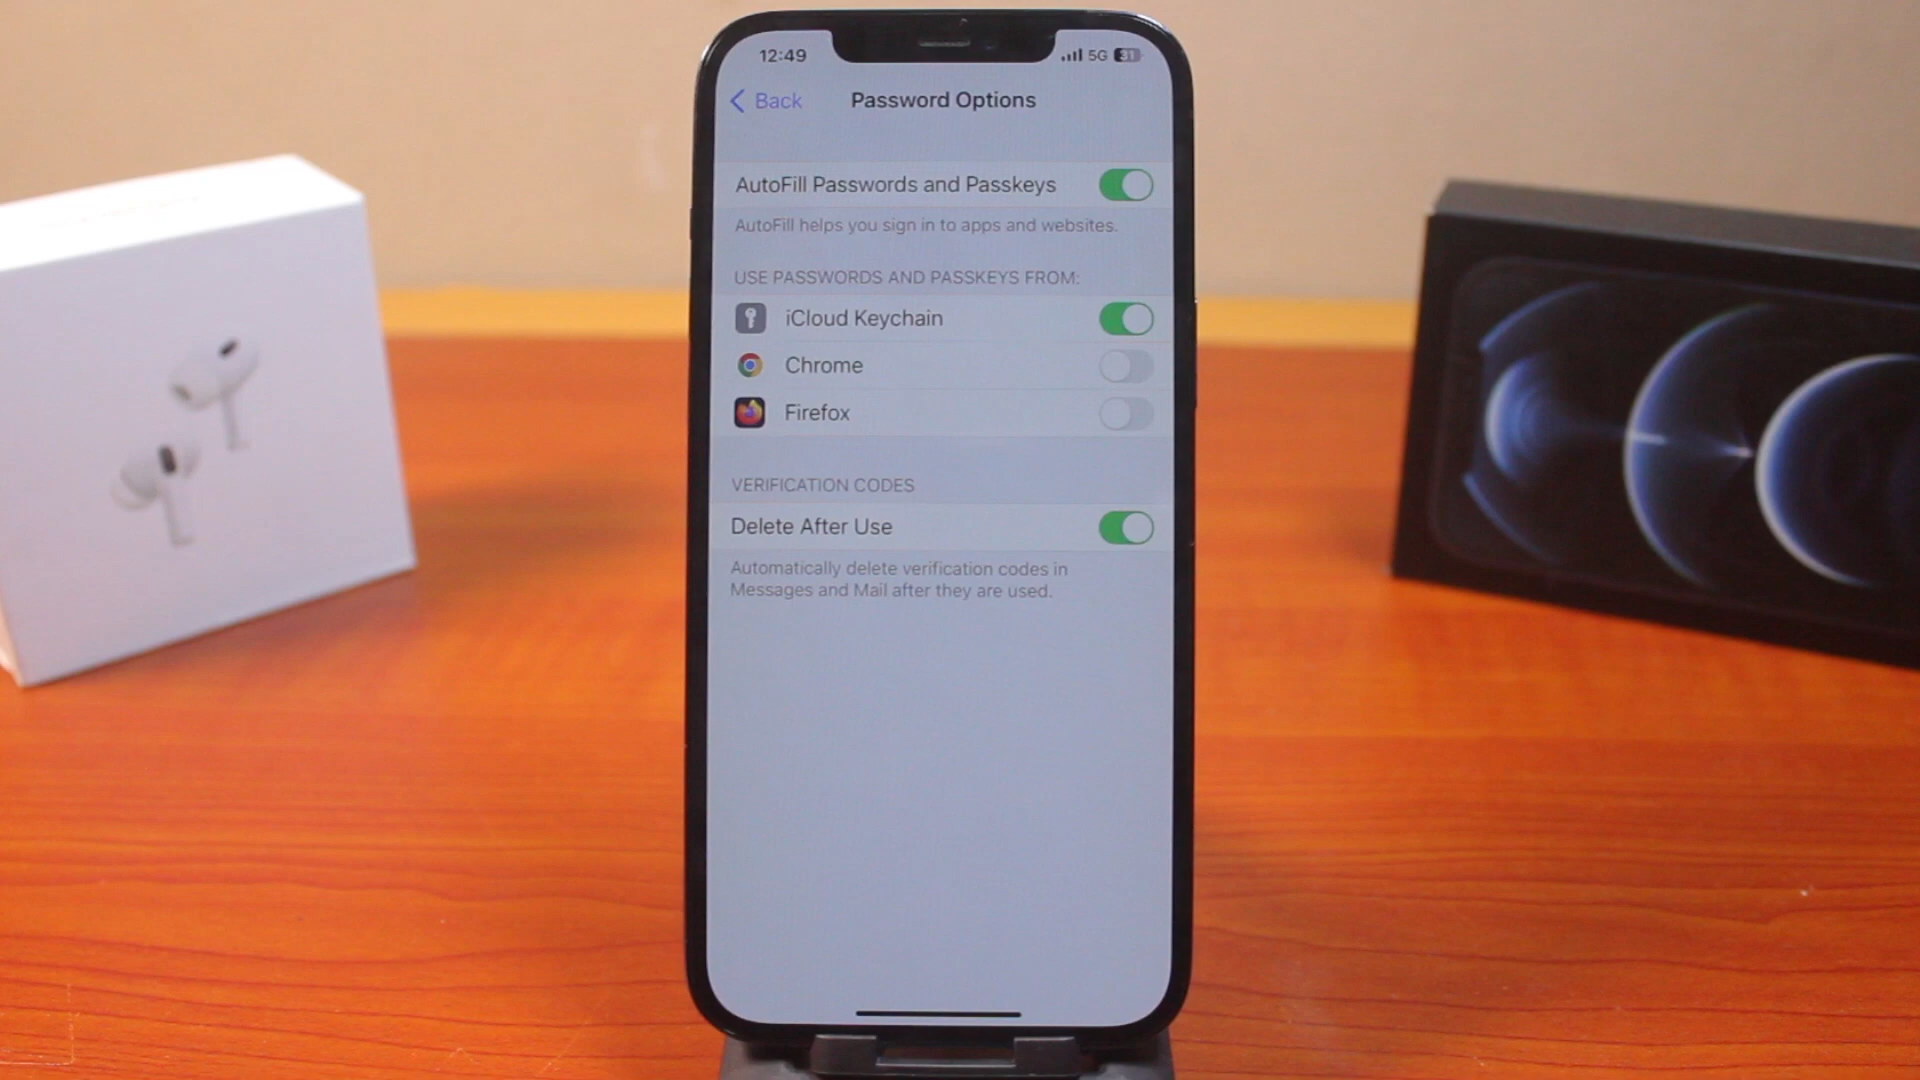 12:49
5G 31
Back
Password Options
AutoFill Passwords and Passkeys
AutoFill helps you sign in to apps and websites.
USE PASSWORDS AND PASSKEYS FROM:
iCloud Keychain
Chrome
Firefox
VERIFICATION CODES
Delete After Use
Automatically delete verification codes in
Messages and Mail after they are used.